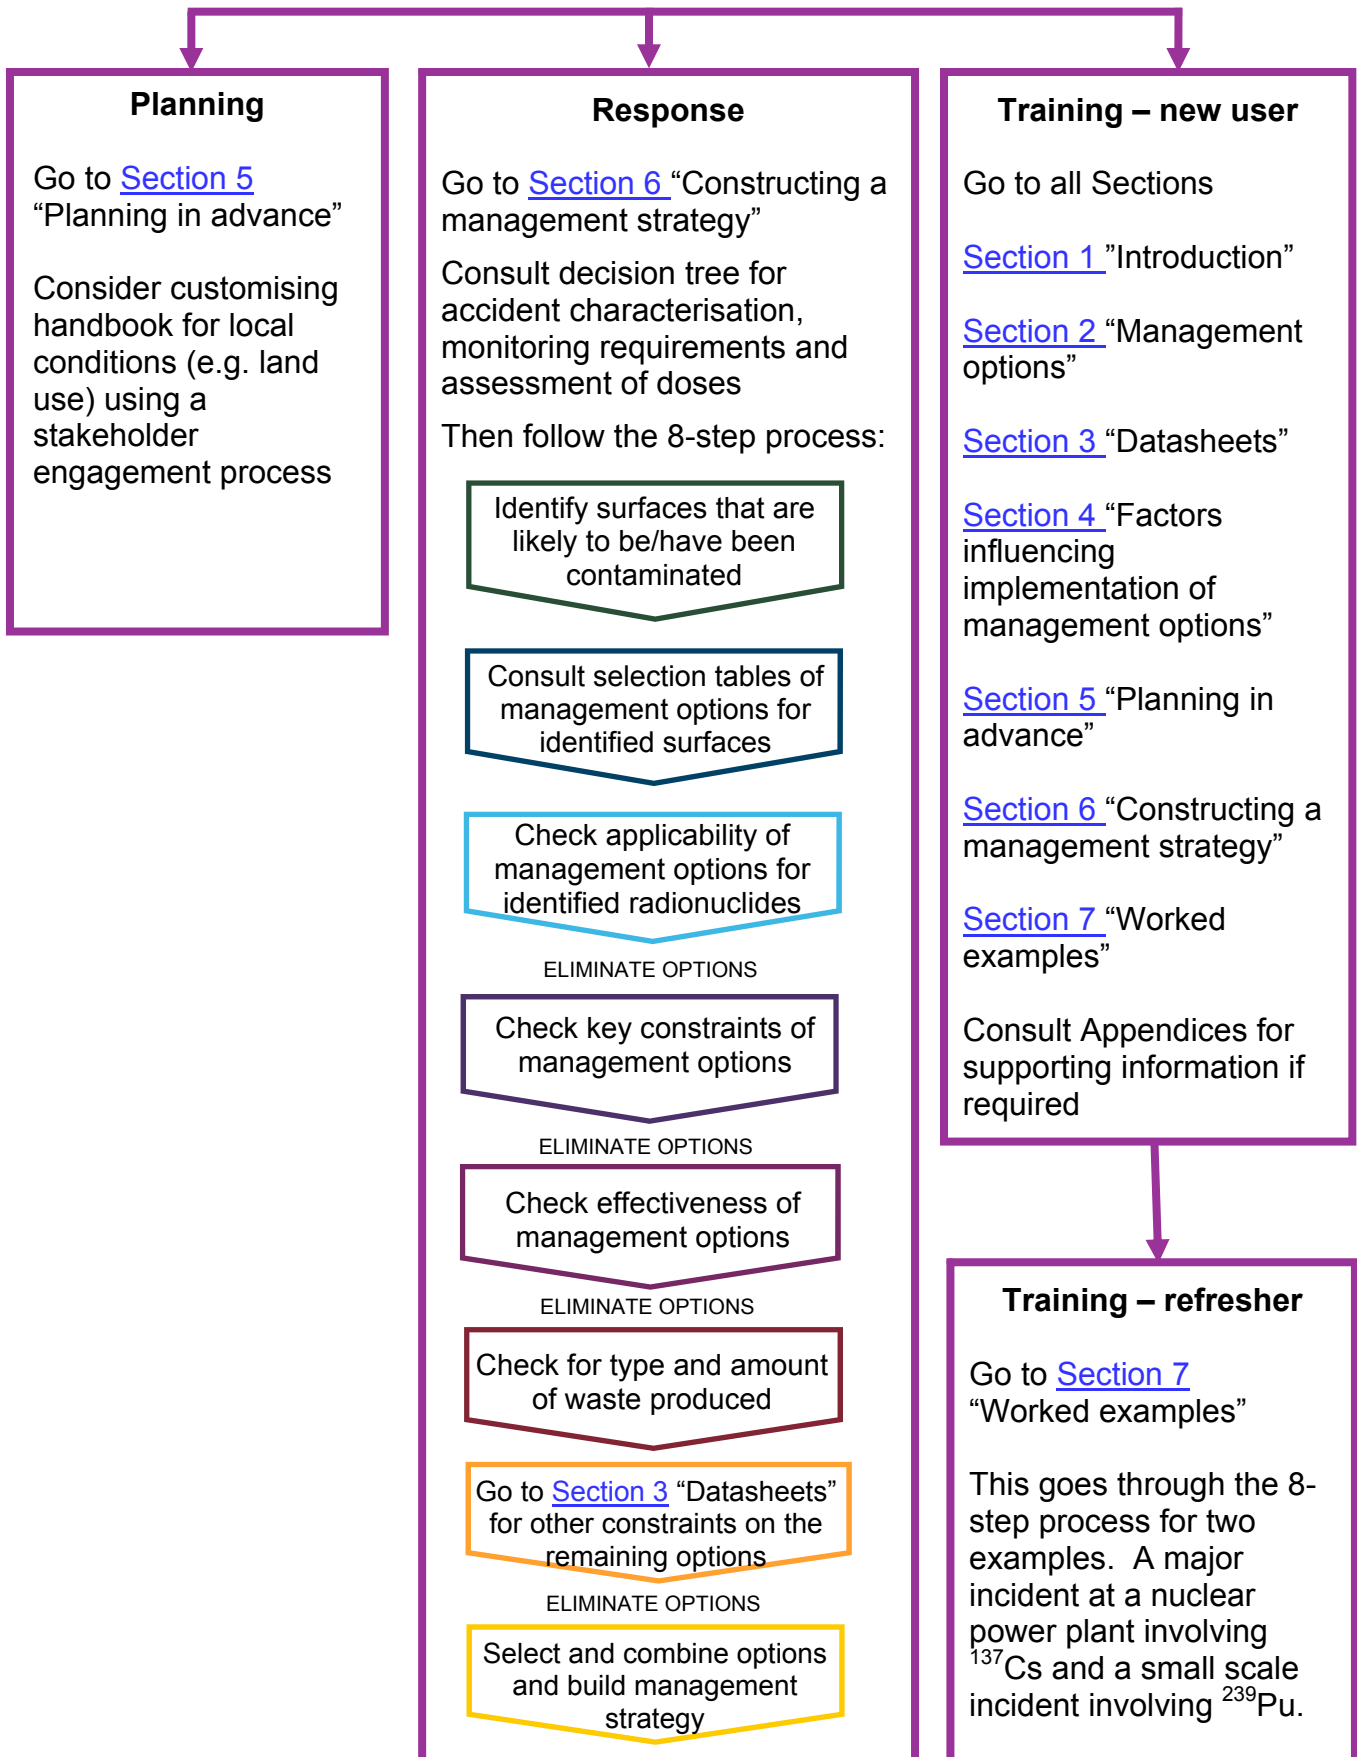 Planning
Go to Section 5
“Planning in advance”
Consider customising
handbook for local
conditions (e.g. land
use) using a
stakeholder
engagement process
Response
Go to Section 6 “Constructing a
management strategy”
Consult decision tree for
accident characterisation,
monitoring requirements and
assessment of doses
Then follow the 8-step process:
Identify surfaces that are
likely to be/have been
contaminated
Consult selection tables of
management options for
identified surfaces
Check applicability of
management options for
identified radionuclides
ELIMINATE OPTIONS
Check key constraints of
management options
ELIMINATE OPTIONS
Check effectiveness of
management options
ELIMINATE OPTIONS
Check for type and amount
of waste produced
Go to Section 3 “Datasheets”
for other constraints on the
remaining options
ELIMINATE OPTIONS
Select and combine options
and build management
strategy
Training – new user
Go to all Sections
Section 1 ”Introduction”
Section 2 “Management
options”
Section 3 “Datasheets”
Section 4 “Factors
influencing
implementation of
management options”
Section 5 “Planning in
advance”
Section 6 “Constructing a
management strategy”
Section 7 “Worked
examples”
Consult Appendices for
supporting information if
required
Training – refresher
Go to Section 7
“Worked examples”
This goes through the 8-
step process for two
examples.  A major
incident at a nuclear
power plant involving
¹³⁷Cs and a small scale
incident involving ²³⁹Pu.